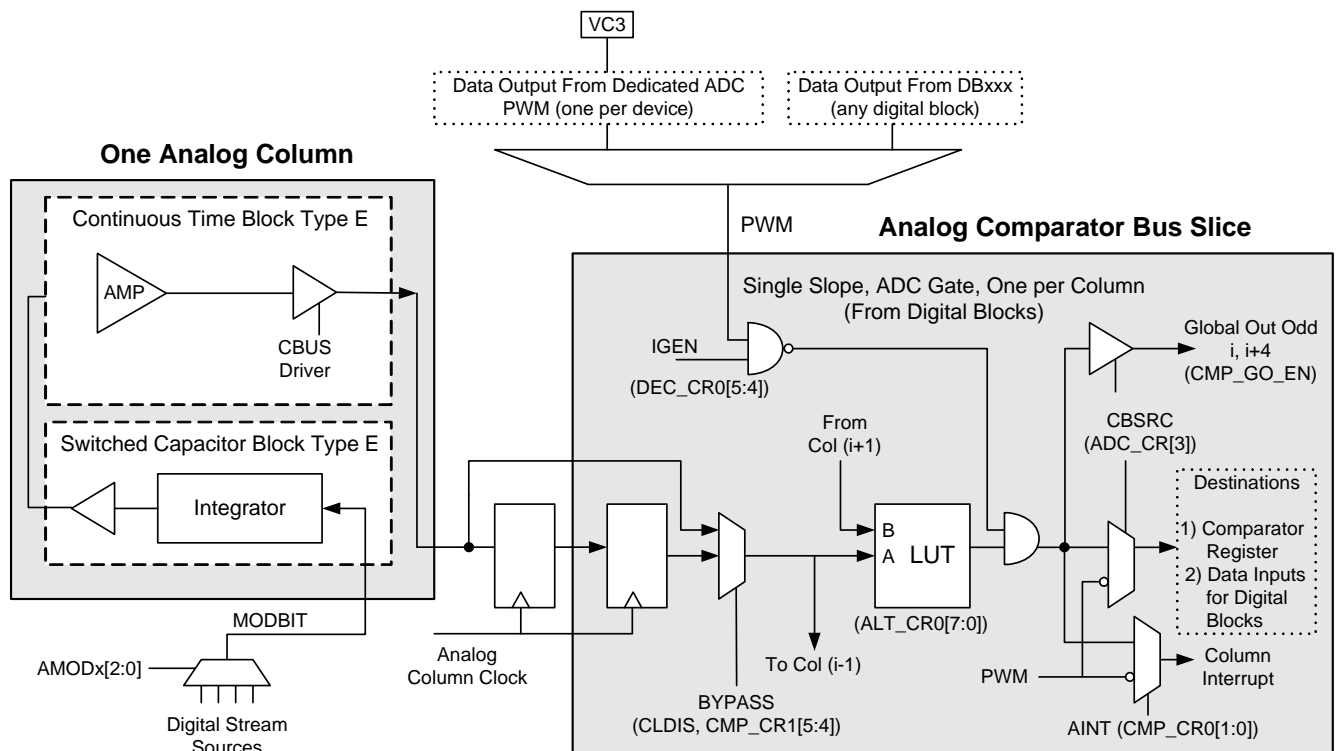 VC3
Data Output From Dedicated ADC
PWM (one per device)
Data Output From DBxxx
(any digital block)
One Analog Column
PWM
Analog Comparator Bus Slice
Continuous Time Block Type E
AMP
CBUS
Driver
Single Slope, ADC Gate, One per Column
(From Digital Blocks)
IGEN
(DEC_CR0[5:4])
Global Out Odd
i, i+4
(CMP_GO_EN)
Switched Capacitor Block Type E
Integrator
From
Col (i+1)
CBSRC
(ADC_CR[3])
B
A
LUT
(ALT_CR0[7:0])
Destinations
1) Comparator
Register
2) Data Inputs
for Digital
Blocks
MODBIT
AMODx[2:0]
Digital Stream
Sources
Analog
Column Clock
To Col (i-1)
BYPASS
(CLDIS, CMP_CR1[5:4])
PWM
Column
Interrupt
AINT (CMP_CR0[1:0])